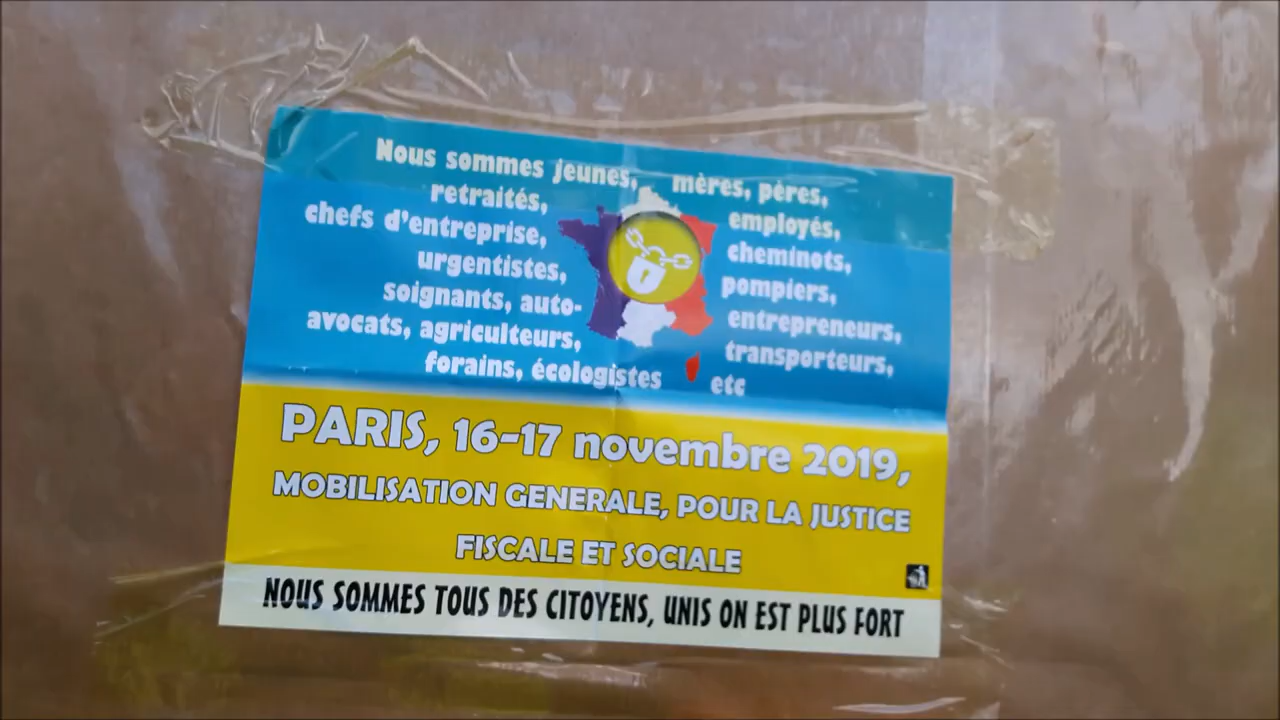 Nous sommes jeunes,
retraités,
chefs d'entreprise,
urgentistes,
soignants, auto-
avocats, agriculteurs,
forains, écologistes
mères, pères,
employés,
cheminots,
pompiers,
entrepreneurs,
transporteurs,
etc
PARIS, 16-17 novembre 2019,
MOBILISATION GENERALE, POUR LA JUSTICE
FISCALE ET SOCIALE
NOUS SOMMES TOUS DES CITOYENS, UNIS ON EST PLUS FORT